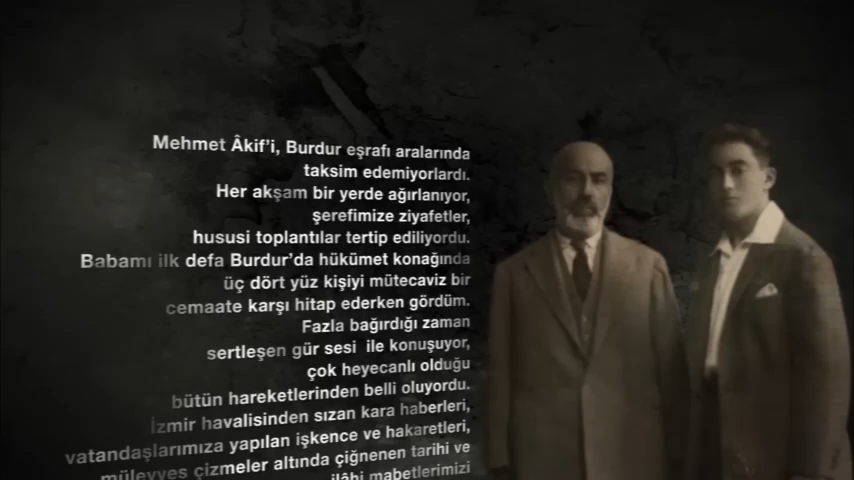 Mehmet Âkif'i, Burdur eşrafı aralarında
taksim edemiyorlardı.
Her akşam bir yerde ağırlanıyor,
şerefimize ziyafetler,
hususi toplantılar tertip ediliyordu.
Babamı ilk defa Burdur'da hükümet konağında
üç dört yüz kişiyi mütecaviz bir
cemaate karşı hitap ederken gördüm.
Fazla bağırdığı zaman
sertleşen gür sesi ile konuşuyor,
çok heyecanlı olduğu
bütün hareketlerinden belli oluyordu.
İzmir havalisinden sızan kara haberleri,
vatandaşlarımıza yapılan işkence ve hakaretleri,
mülevves çizmeler altında çiğnenen tarihi ve
ilâhi mabetlerimizi